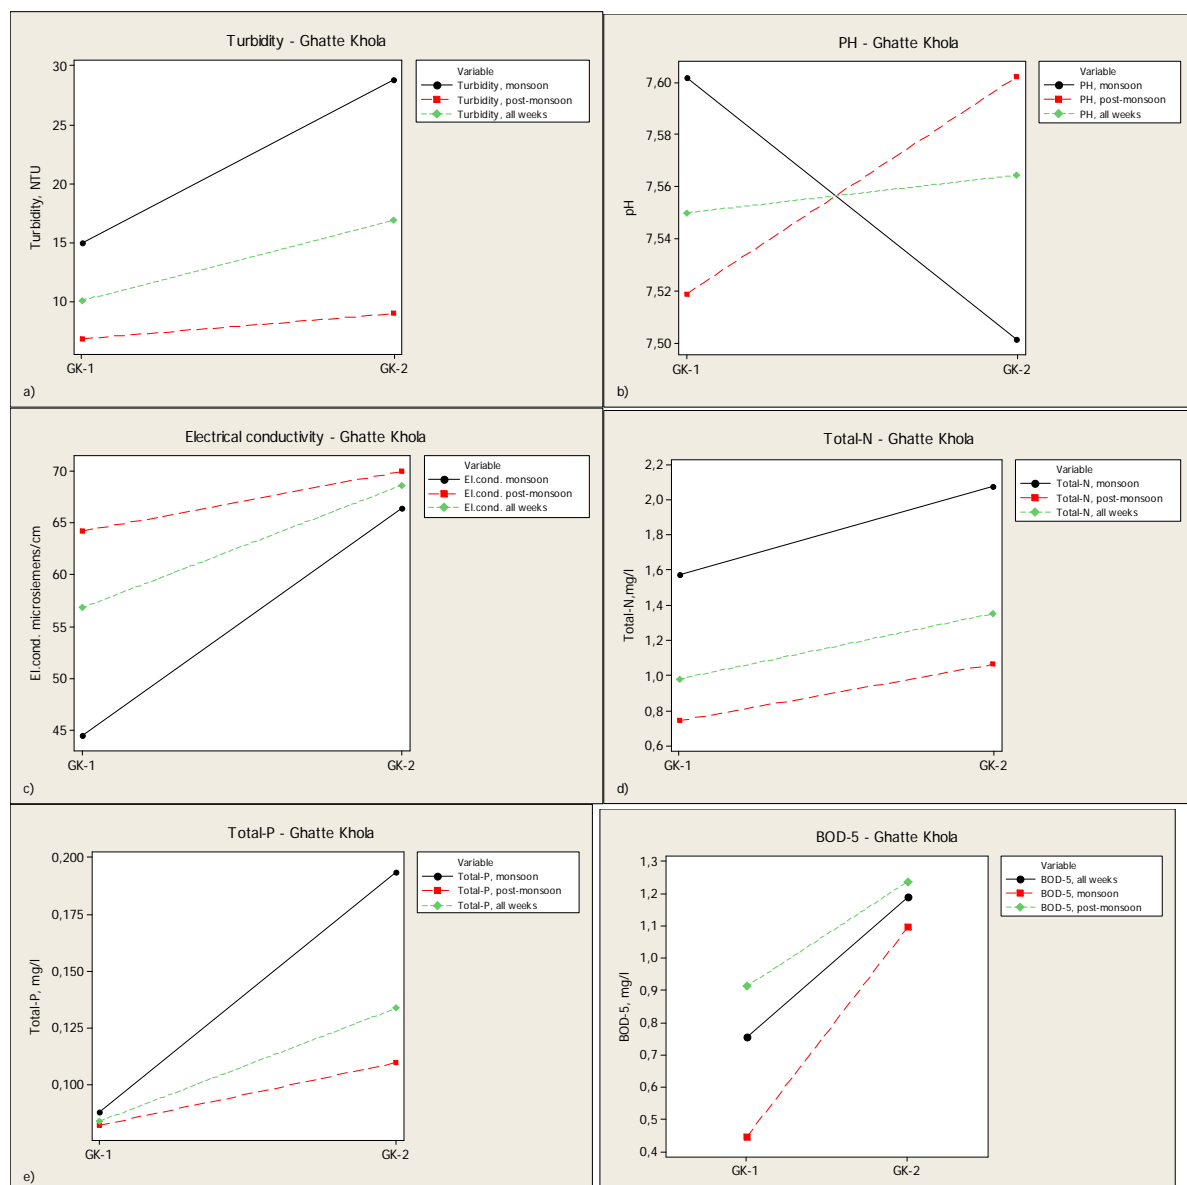 Turbidity - Ghatte Khola
30
25
20
15
10
Turbidity, NTU
GK-1
GK-2
Variable
Turbidity, monsoon
Turbidity, post-monsoon
Turbidity, all weeks
a)
PH - Ghatte Khola
7,60
7,58
7,56
7,54
7,52
7,50
pH
GK-1
GK-2
Variable
PH, monsoon
PH, post-monsoon
PH, all weeks
b)
Electrical conductivity - Ghatte Khola
70
65
60
55
50
45
El.cond. microsiemens/cm
GK-1
GK-2
Variable
El.cond. monsoon
El.cond. post-monsoon
El.cond. all weeks
c)
Total-N - Ghatte Khola
2,2
2,0
1,8
1,6
1,4
1,2
1,0
0,8
0,6
Total-N,mg/l
GK-1
GK-2
Variable
Total-N, monsoon
Total-N, post-monsoon
Total-N, all weeks
d)
Total-P - Ghatte Khola
0,200
0,175
0,150
0,125
0,100
Total-P, mg/l
GK-1
GK-2
Variable
Total-P, monsoon
Total-P, post-monsoon
Total-P, all weeks
e)
BOD-5 - Ghatte Khola
1,3
1,2
1,1
1,0
0,9
0,8
0,7
0,6
0,5
0,4
BOD-5, mg/l
GK-1
GK-2
Variable
BOD-5, all weeks
BOD-5, monsoon
BOD-5, post-monsoon